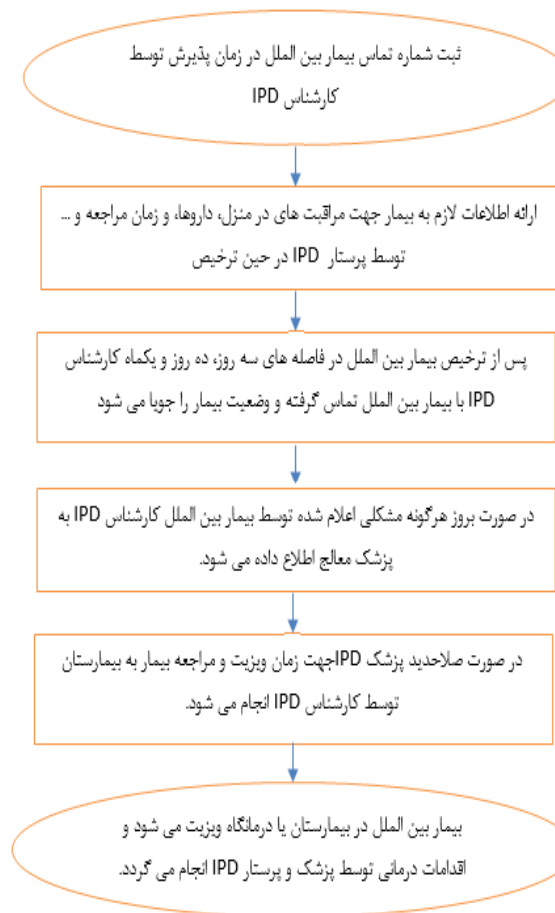 ثبت شماره تماس بیمار بین الملل در زمان پذیرش توسط
کارشناس IPD
ارائه اطلاعات لازم به بیمار جهت مراقبت های در منزل، داروها، و زمان مراجعه و ...
توسط پرستار IPD در حین ترخیص
پس از ترخیص بیمار بین الملل در فاصله های سه روز، ده روز و یکماه کارشناس
IPD با بیمار بین الملل تماس گرفته و وضعیت بیمار را جویا می شود
در صورت بروز هرگونه مشکلی اعلام شده توسط بیمار بین الملل کارشناس IPD به
پزشک معالج اطلاع داده می شود.
در صورت صلاحدید پزشک IPDجهت زمان ویزیت و مراجعه بیمار به بیمارستان
توسط کارشناس IPD انجام می شود.
بیمار بین الملل در بیمارستان یا درمانگاه ویزیت می شود و
اقدامات درمانی توسط پزشک و پرستار IPD انجام می گردد.